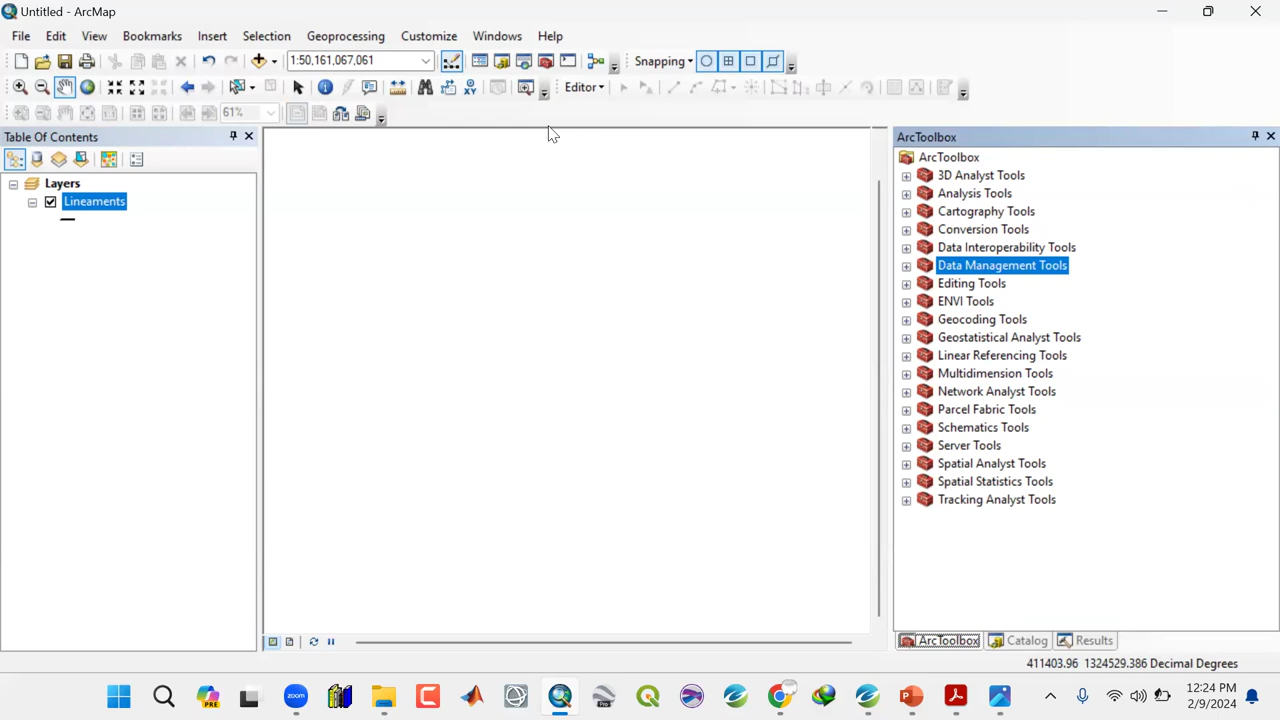 Untitled - ArcMap
File Edit View Bookmarks Insert Selection Geoprocessing Customize Windows Help
1:50,161,067,061
Snapping
Editor
61%
Table Of Contents
Layers
Lineaments
ArcToolbox
ArcToolbox
3D Analyst Tools
Analysis Tools
Cartography Tools
Conversion Tools
Data Interoperability Tools
Data Management Tools
Editing Tools
ENVI Tools
Geocoding Tools
Geostatistical Analyst Tools
Linear Referencing Tools
Multidimension Tools
Network Analyst Tools
Parcel Fabric Tools
Schematics Tools
Server Tools
Spatial Analyst Tools
Spatial Statistics Tools
Tracking Analyst Tools
ArcToolbox Catalog Results
411403.96 1324529.386 Decimal Degrees
PRE
zoom
Pro
12:24 PM
2/9/2024